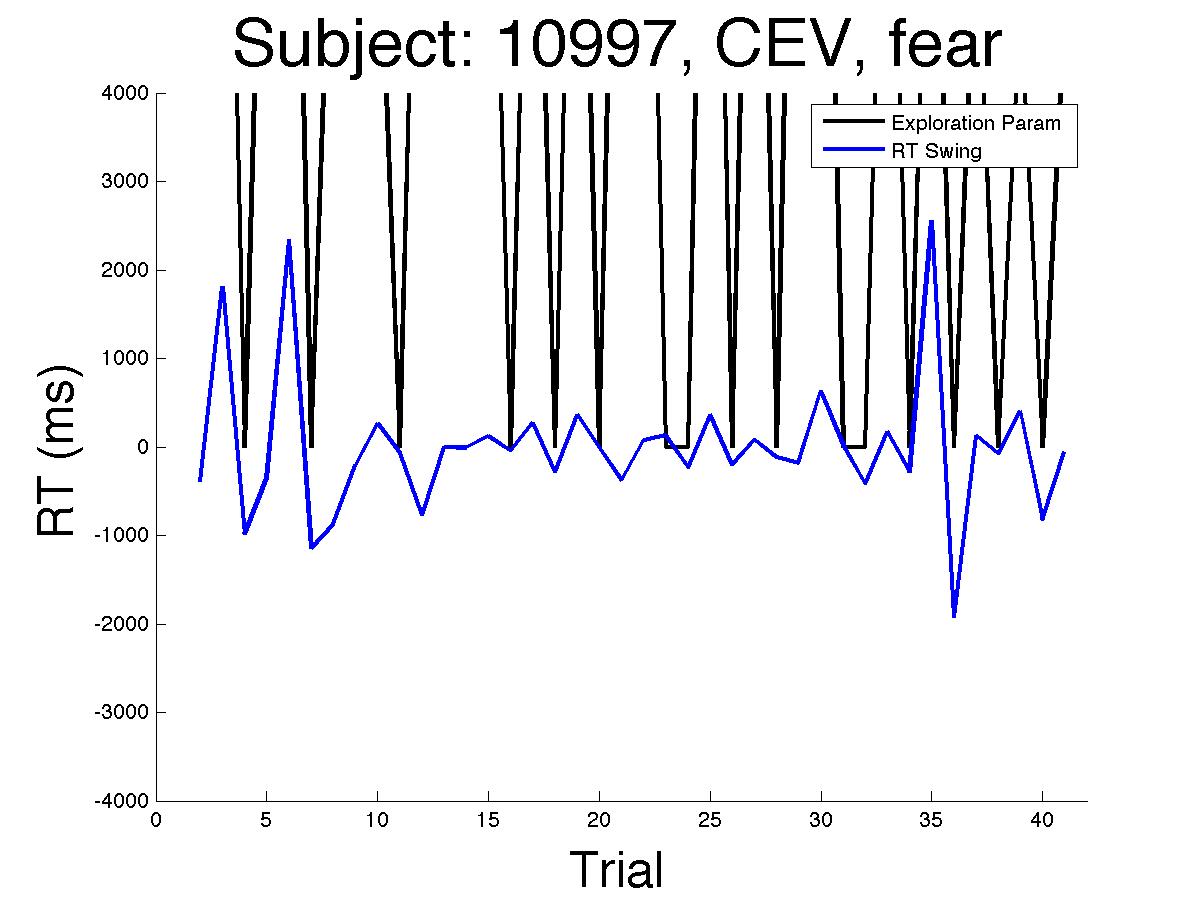 Subject: 10997, CEV, fear
4000
3000
2000
1000
0
-1000
-2000
-3000
-4000
RT (ms)
Exploration Param
RT Swing
0 5 10 15 20 25 30 35 40
Trial